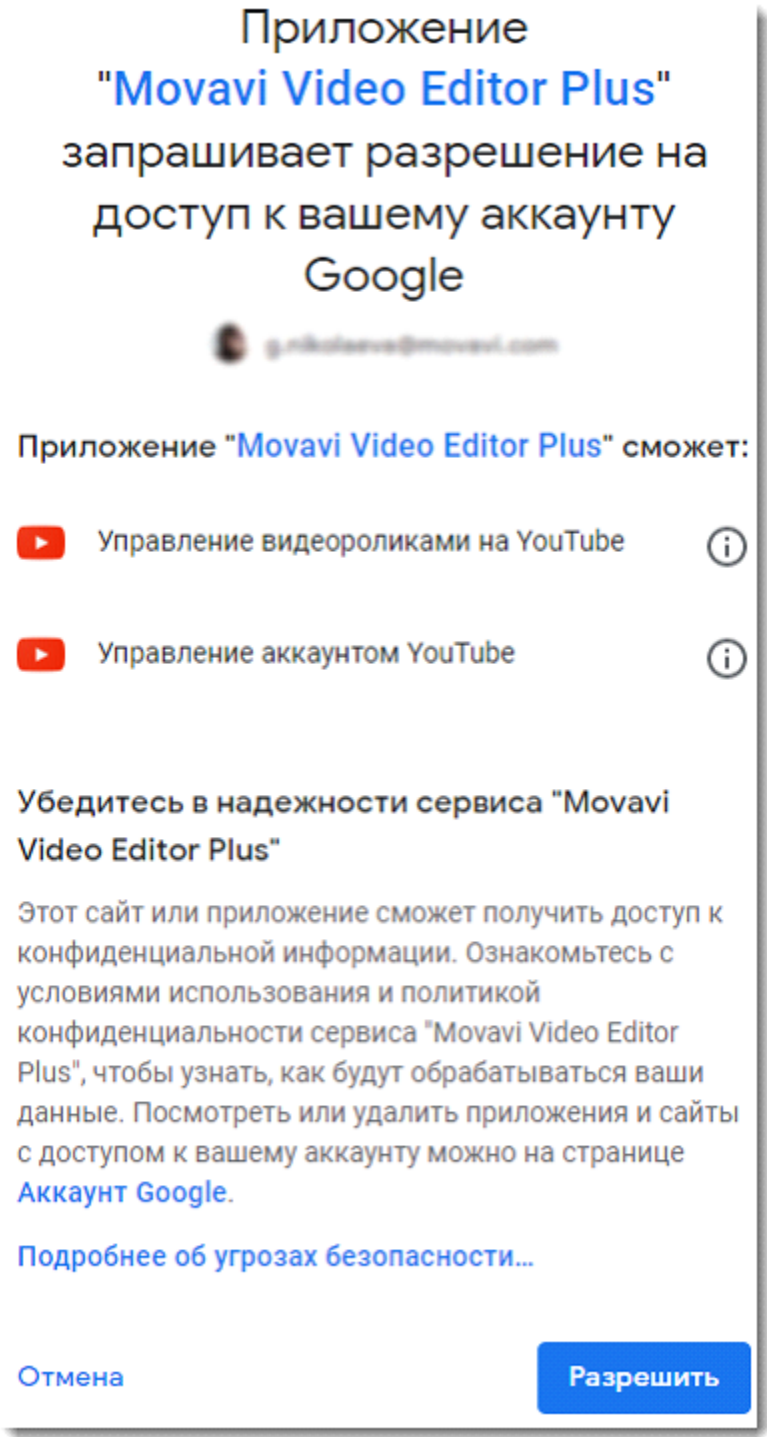 Приложение
"Movavi Video Editor Plus"
запрашивает разрешение на
доступ к вашему аккаунту
Google
g.nikolaeva@movavi.com
Приложение "Movavi Video Editor Plus" сможет:
Управление видеороликами на YouTube
Управление аккаунтом YouTube
Убедитесь в надежности сервиса "Movavi
Video Editor Plus"
Этот сайт или приложение сможет получить доступ к
конфиденциальной информации. Ознакомьтесь с
условиями использования и политикой
конфиденциальности сервиса "Movavi Video Editor
Plus", чтобы узнать, как будут обрабатываться ваши
данные. Посмотреть или удалить приложения и сайты
с доступом к вашему аккаунту можно на странице
Аккаунт Google.
Подробнее об угрозах безопасности...
Отмена
Разрешить